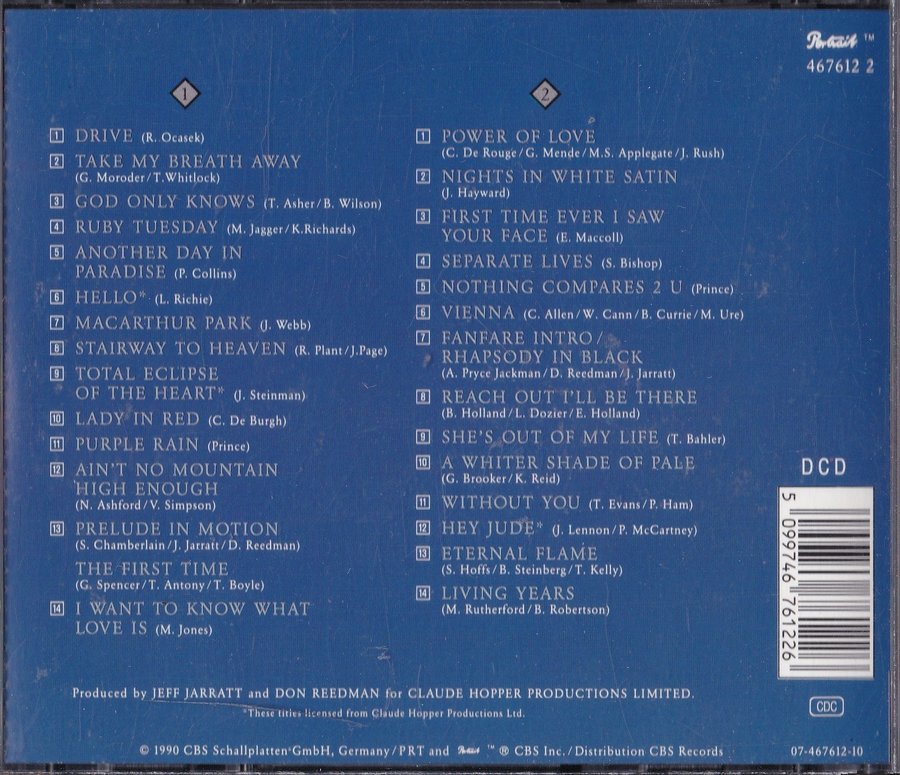 Portrait ™
467612 2
1
1 DRIVE (R. Ocasek)
2 TAKE MY BREATH AWAY
(G. Moroder/T.Whitlock)
3 GOD ONLY KNOWS (T. Asher/B. Wilson)
4 RUBY TUESDAY (M. Jagger/K.Richards)
5 ANOTHER DAY IN
PARADISE (P. Collins)
6 HELLO* (L. Richie)
7 MACARTHUR PARK (J. Webb)
8 STAIRWAY TO HEAVEN (R. Plant/J.Page)
9 TOTAL ECLIPSE
OF THE HEART* (J. Steinman)
10 LADY IN RED (C. De Burgh)
11 PURPLE RAIN (Prince)
12 AIN'T NO MOUNTAIN
HIGH ENOUGH
(N. Ashford/V. Simpson)
13 PRELUDE IN MOTION
(S. Chamberlain/J. Jarratt/D. Reedman)
THE FIRST TIME
(G. Spencer/T. Antony/T. Boyle)
14 I WANT TO KNOW WHAT
LOVE IS (M. Jones)
2
1 POWER OF LOVE
(C. De Rouge/G. Mende/M.S. Applegate/J. Rush)
2 NIGHTS IN WHITE SATIN
(J. Hayward)
3 FIRST TIME EVER I SAW
YOUR FACE (E. Maccoll)
4 SEPARATE LIVES (S. Bishop)
5 NOTHING COMPARES 2 U (Prince)
6 VIENNA (C. Allen/W. Cann/B. Currie/M. Ure)
7 FANFARE INTRO/
RHAPSODY IN BLACK
(A. Pryce Jackman/D. Reedman/J. Jarratt)
8 REACH OUT I'LL BE THERE
(B. Holland/L. Dozier/E. Holland)
9 SHE'S OUT OF MY LIFE (T. Bahler)
10 A WHITER SHADE OF PALE
(G. Brooker/K. Reid)
11 WITHOUT YOU (T. Evans/P. Ham)
12 HEY JUDE* (J. Lennon/P. McCartney)
13 ETERNAL FLAME
(S. Hoffs/B. Steinberg/T. Kelly)
14 LIVING YEARS
(M. Rutherford/B. Robertson)
DCD
5 099746 761226
CDC
Produced by JEFF JARRATT and DON REEDMAN for CLAUDE HOPPER PRODUCTIONS LIMITED.
*These titles licensed from Claude Hopper Productions Ltd.
© 1990 CBS Schallplatten GmbH, Germany/PRT and Portrait ™ ® CBS Inc./Distribution CBS Records
07-467612-10